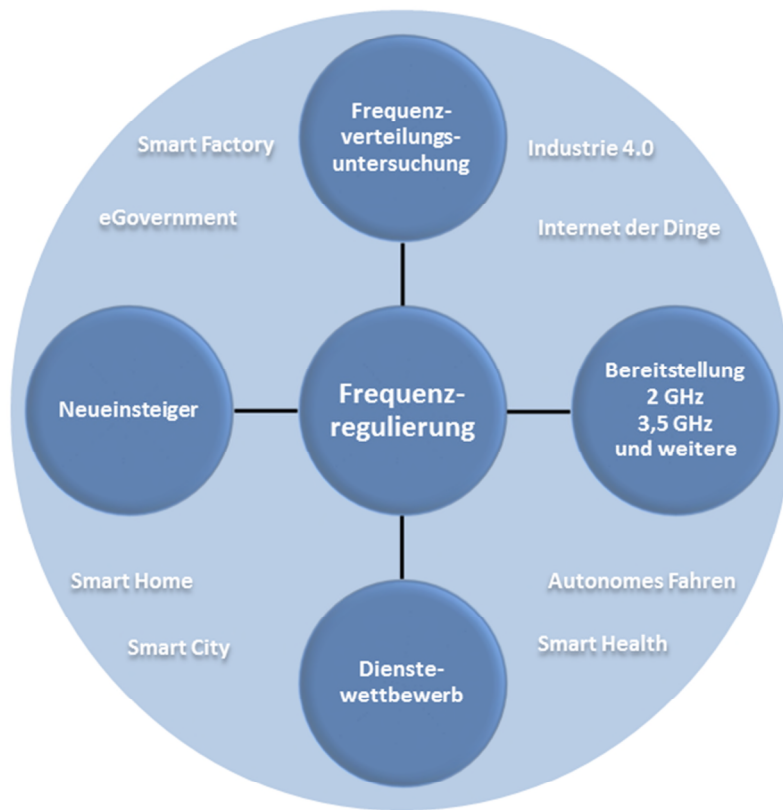 Frequenz-
verteilungs-
untersuchung
Smart Factory
Industrie 4.0
eGovernment
Internet der Dinge
Neueinsteiger
Frequenz-
regulierung
Bereitstellung
2 GHz
3,5 GHz
und weitere
Smart Home
Autonomes Fahren
Smart City
Smart Health
Dienste-
wettbewerb